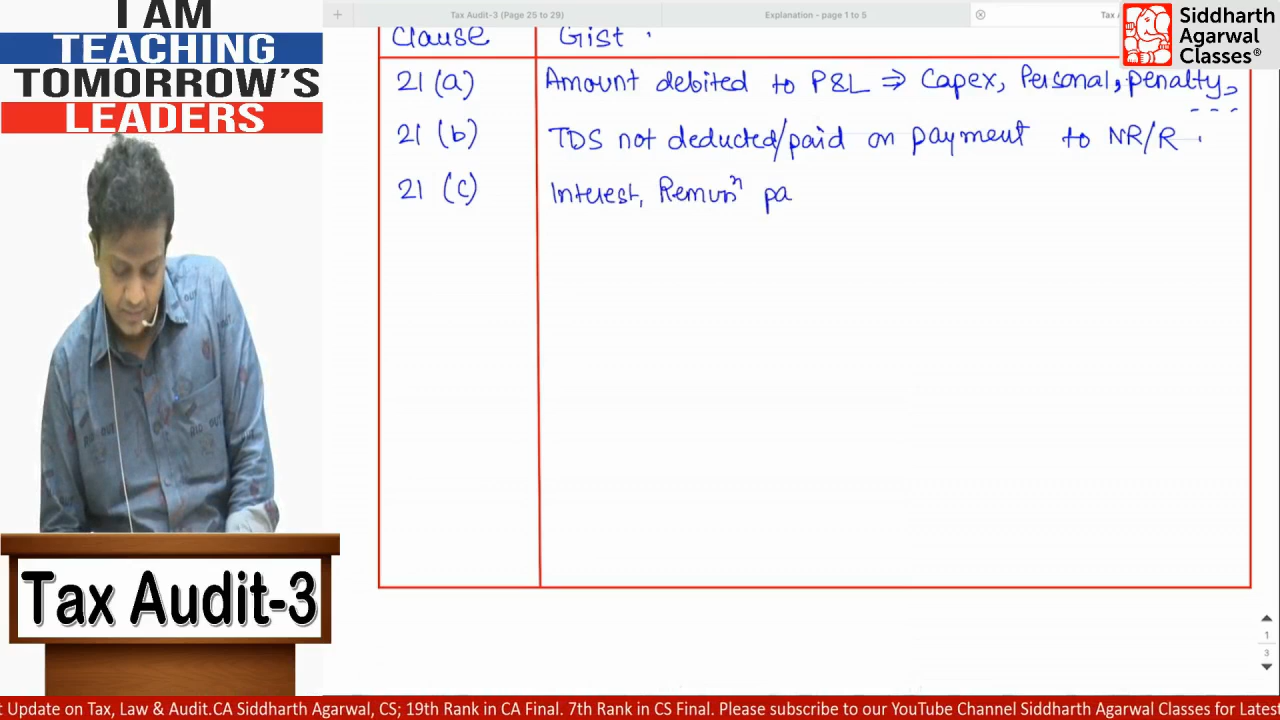 I AM
TEACHING
TOMORROW'S
LEADERS
Tax Audit-3 (Page 25 to 29)
Explanation - page 1 to 5
Siddharth
Agarwal
Classes®
Clause Gist
21 (a) Amount debited to P&L ⇒ Capex, Personal, penalty, ---
21 (b) TDS not deducted/paid on payment to NR/R.
21 (c) Interest, Remunⁿ pa
Tax Audit-3
1
3
t Update on Tax, Law & Audit.CA Siddharth Agarwal, CS; 19th Rank in CA Final. 7th Rank in CS Final. Please subscribe to our YouTube Channel Siddharth Agarwal Classes for Latest